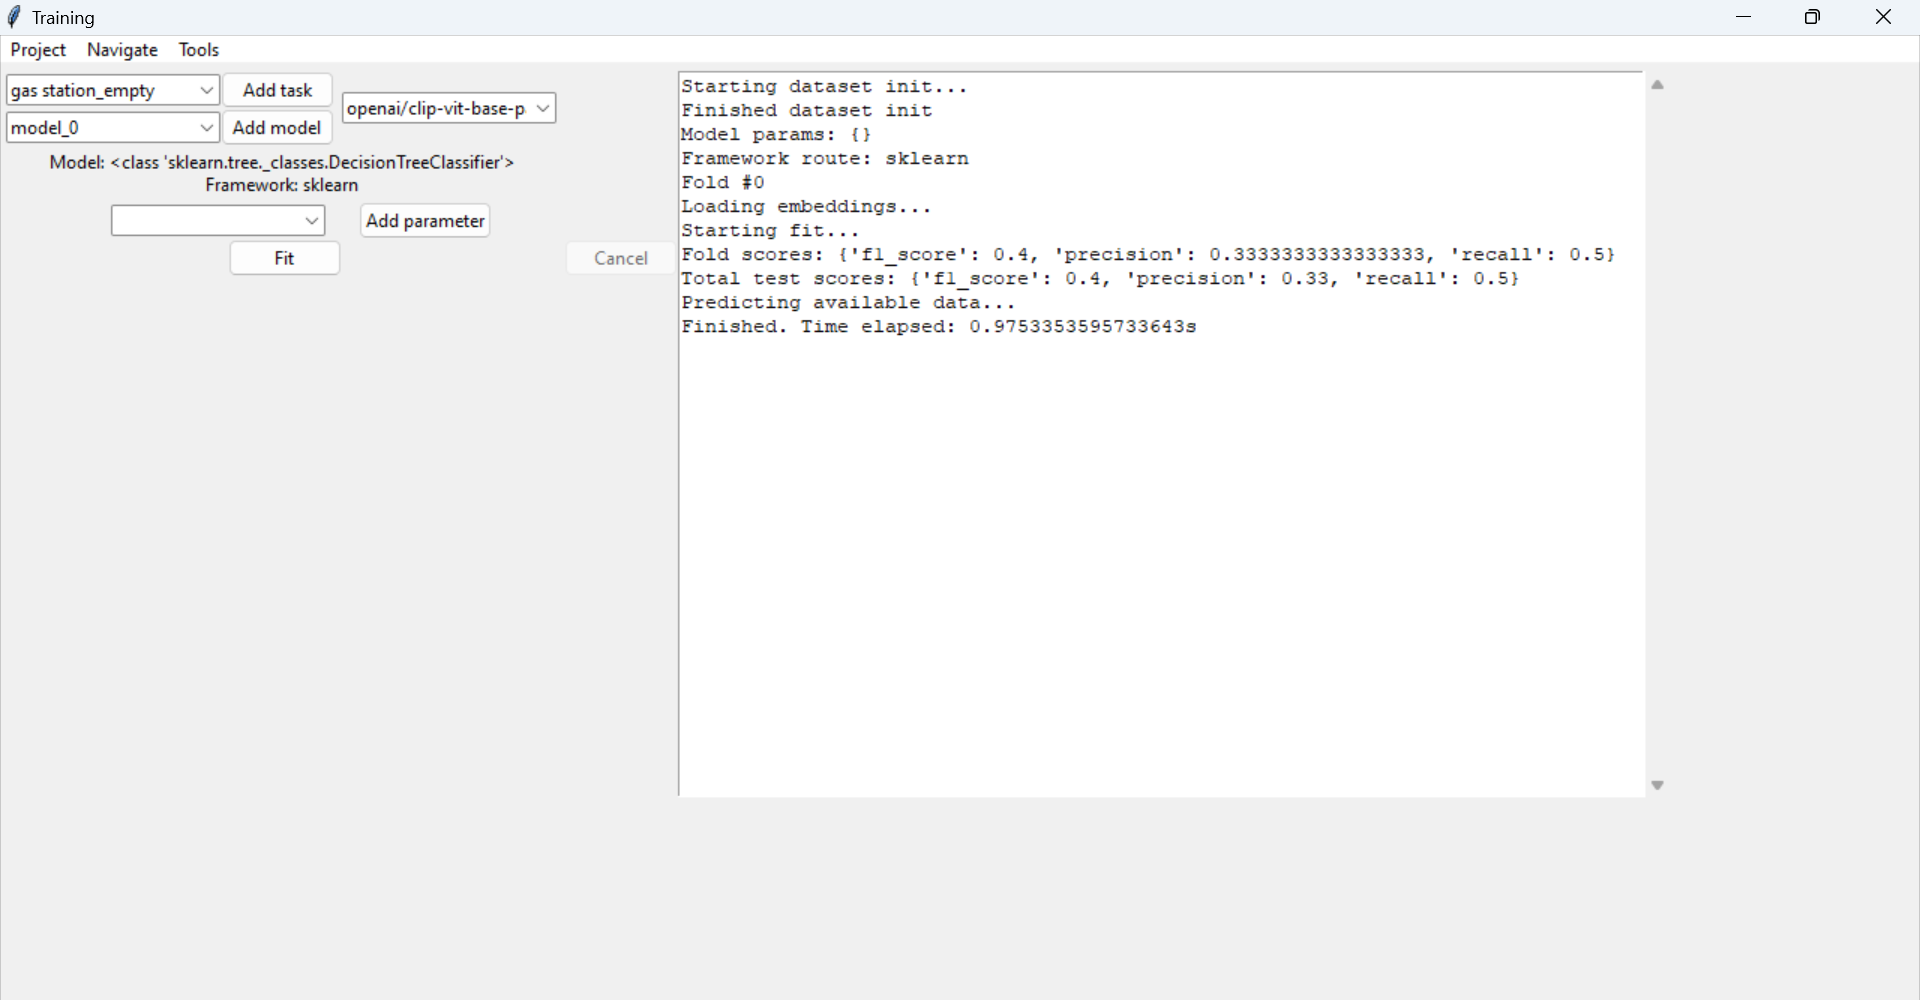 Training
Project Navigate Tools
gas station_empty Add task
openai/clip-vit-base-p
model_0 Add model
Model: <class 'sklearn.tree._classes.DecisionTreeClassifier'>
Framework: sklearn
Add parameter
Fit Cancel
Starting dataset init...
Finished dataset init
Model params: {}
Framework route: sklearn
Fold #0
Loading embeddings...
Starting fit...
Fold scores: {'f1_score': 0.4, 'precision': 0.3333333333333333, 'recall': 0.5}
Total test scores: {'f1_score': 0.4, 'precision': 0.33, 'recall': 0.5}
Predicting available data...
Finished. Time elapsed: 0.9753353595733643s